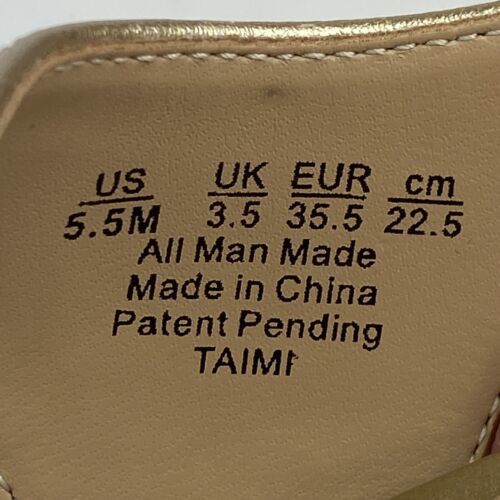 US UK EUR cm
5.5M 3.5 35.5 22.5
All Man Made
Made in China
Patent Pending
TAIMI